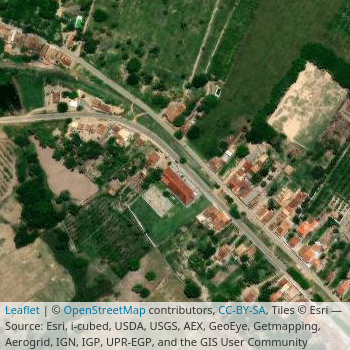 Leaflet | © OpenStreetMap contributors, CC-BY-SA, Tiles © Esri —
Source: Esri, i-cubed, USDA, USGS, AEX, GeoEye, Getmapping,
Aerogrid, IGN, IGP, UPR-EGP, and the GIS User Community